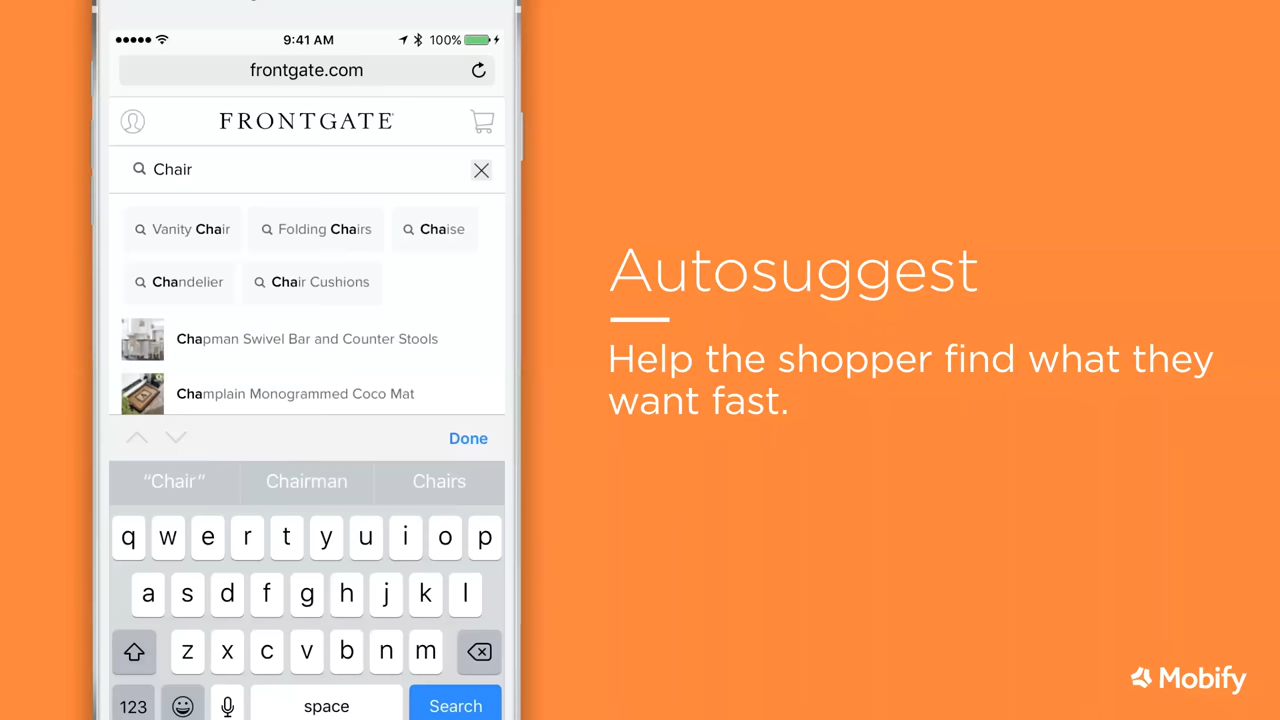 9:41 AM
100%
frontgate.com
FRONTGATE
Chair
Vanity Chair
Folding Chairs
Chaise
Chandelier
Chair Cushions
Chapman Swivel Bar and Counter Stools
Champlain Monogrammed Coco Mat
Done
“Chair”
Chairman
Chairs
q w e r t y u i o p
a s d f g h j k l
z x c v b n m
123
space
Search
Autosuggest
Help the shopper find what they
want fast.
Mobify